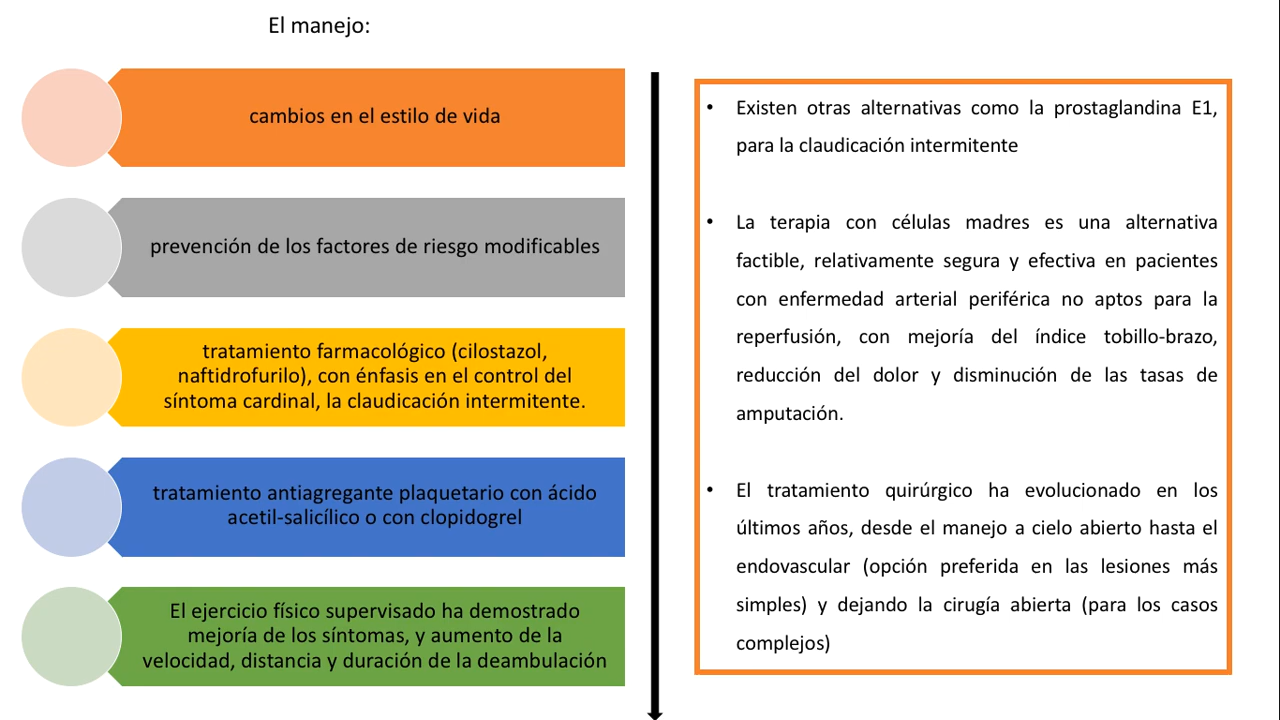 El manejo:
cambios en el estilo de vida
prevención de los factores de riesgo modificables
tratamiento farmacológico (cilostazol,
naftidrofurilo), con énfasis en el control del
síntoma cardinal, la claudicación intermitente.
tratamiento antiagregante plaquetario con ácido
acetil-salicílico o con clopidogrel
El ejercicio físico supervisado ha demostrado
mejoría de los síntomas, y aumento de la
velocidad, distancia y duración de la deambulación
• Existen otras alternativas como la prostaglandina E1,
para la claudicación intermitente
• La terapia con células madres es una alternativa
factible, relativamente segura y efectiva en pacientes
con enfermedad arterial periférica no aptos para la
reperfusión, con mejoría del índice tobillo-brazo,
reducción del dolor y disminución de las tasas de
amputación.
• El tratamiento quirúrgico ha evolucionado en los
últimos años, desde el manejo a cielo abierto hasta el
endovascular (opción preferida en las lesiones más
simples) y dejando la cirugía abierta (para los casos
complejos)